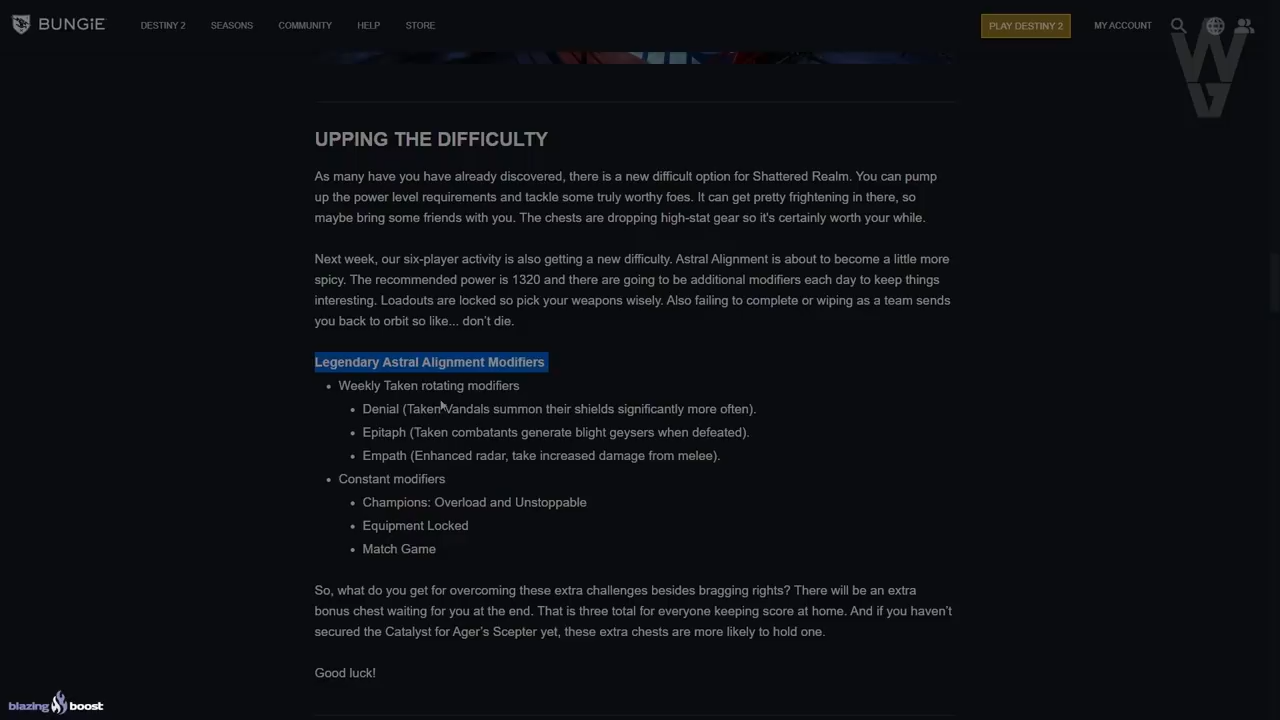 BUNGIE DESTINY 2 SEASONS COMMUNITY HELP STORE PLAY DESTINY 2 MY ACCOUNT
UPPING THE DIFFICULTY
As many have you have already discovered, there is a new difficult option for Shattered Realm. You can pump
up the power level requirements and tackle some truly worthy foes. It can get pretty frightening in there, so
maybe bring some friends with you. The chests are dropping high-stat gear so it's certainly worth your while.
Next week, our six-player activity is also getting a new difficulty. Astral Alignment is about to become a little more
spicy. The recommended power is 1320 and there are going to be additional modifiers each day to keep things
interesting. Loadouts are locked so pick your weapons wisely. Also failing to complete or wiping as a team sends
you back to orbit so like... don't die.
Legendary Astral Alignment Modifiers
• Weekly Taken rotating modifiers
• Denial (Taken Vandals summon their shields significantly more often).
• Epitaph (Taken combatants generate blight geysers when defeated).
• Empath (Enhanced radar, take increased damage from melee).
• Constant modifiers
• Champions: Overload and Unstoppable
• Equipment Locked
• Match Game
So, what do you get for overcoming these extra challenges besides bragging rights? There will be an extra
bonus chest waiting for you at the end. That is three total for everyone keeping score at home. And if you haven't
secured the Catalyst for Ager's Scepter yet, these extra chests are more likely to hold one.
Good luck!
blazing boost